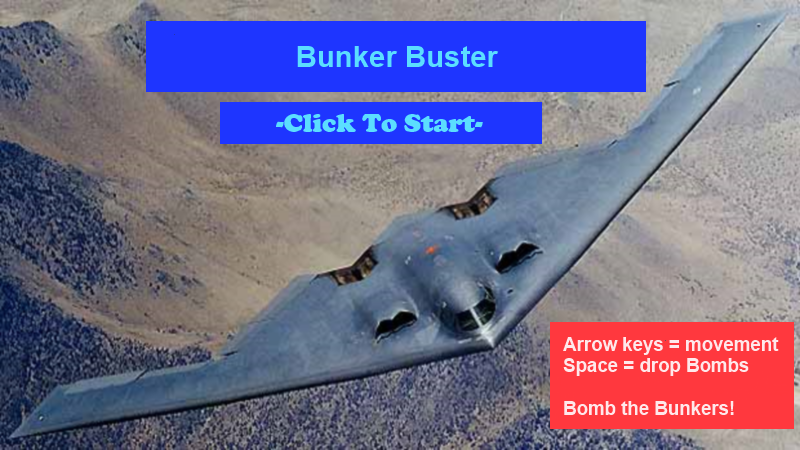 Bunker Buster
-Click To Start-
Arrow keys = movement
Space = drop Bombs
Bomb the Bunkers!